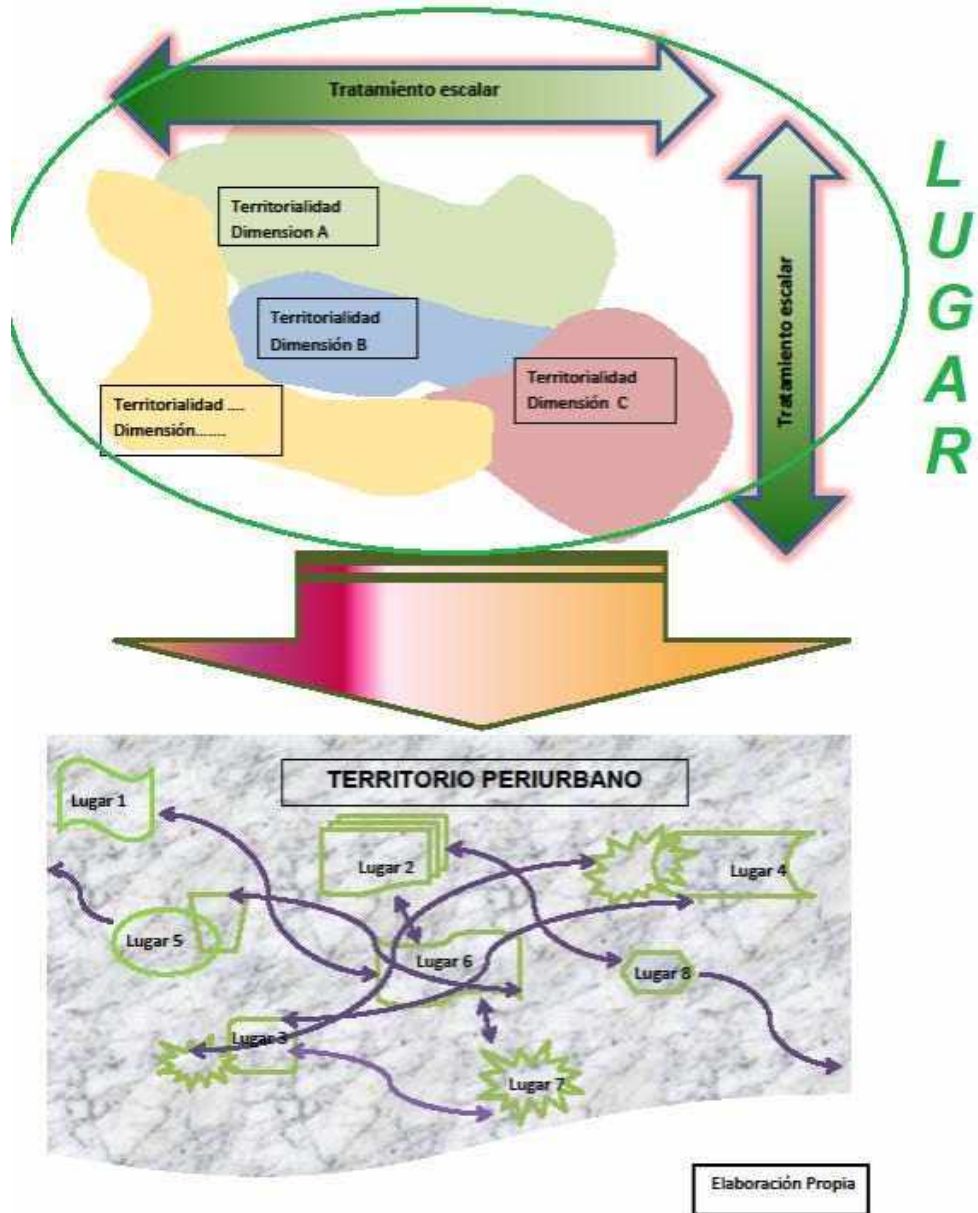 Tratamiento escalar
LUGAR
Territorialidad
Dimension A
Tratamiento escalar
Territorialidad
Dimensión B
Territorialidad
Dimensión C
Territorialidad ....
Dimensión........
TERRITORIO PERIURBANO
Lugar 1
Lugar 2
Lugar 4
Lugar 5
Lugar 6
Lugar 8
Lugar 3
Lugar 7
Elaboración Propia